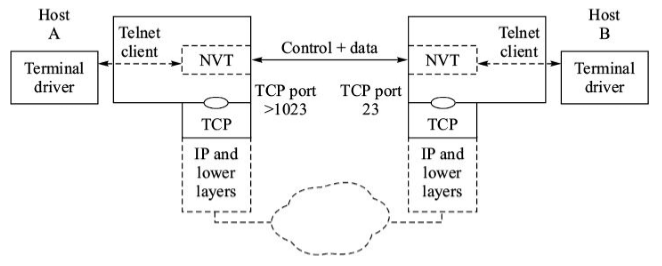 Host
A
Host
B
Telnet
client
Telnet
client
Terminal
driver
NVT
Control + data
NVT
Terminal
driver
TCP port
>1023
TCP port
23
TCP
TCP
IP and
lower
layers
IP and
lower
layers